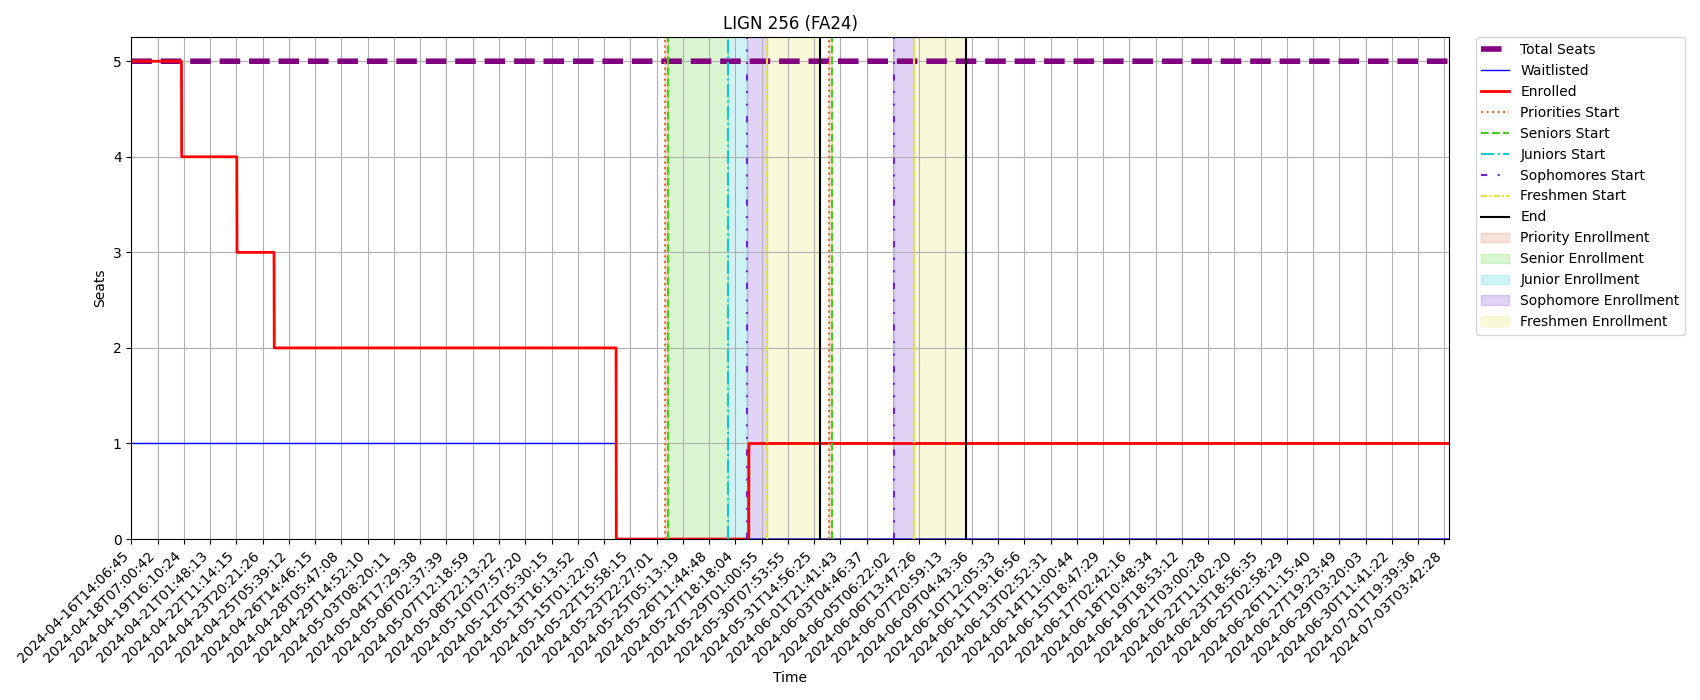 LIGN 256 (FA24)
Seats
5
4
3
2
1
0
2024-04-16T14:06:45
2024-04-18T07:00:42
2024-04-19T16:10:24
2024-04-21T01:48:13
2024-04-22T11:14:15
2024-04-23T20:21:26
2024-04-25T05:39:12
2024-04-26T14:46:15
2024-04-28T05:47:08
2024-04-29T14:52:10
2024-05-03T08:20:11
2024-05-04T17:29:38
2024-05-06T02:37:39
2024-05-07T12:18:59
2024-05-08T22:13:22
2024-05-10T07:57:20
2024-05-12T05:30:15
2024-05-13T16:13:52
2024-05-15T01:22:07
2024-05-22T15:58:15
2024-05-23T22:27:01
2024-05-25T05:13:19
2024-05-26T11:44:48
2024-05-27T18:18:04
2024-05-29T01:00:55
2024-05-30T07:53:55
2024-05-31T14:56:25
2024-06-01T21:41:43
2024-06-03T04:46:37
2024-06-05T06:22:02
2024-06-06T13:47:26
2024-06-07T20:59:13
2024-06-09T04:43:36
2024-06-10T12:05:33
2024-06-11T19:16:56
2024-06-13T02:52:31
2024-06-14T11:00:44
2024-06-15T18:47:29
2024-06-17T02:42:16
2024-06-18T10:48:34
2024-06-19T18:53:12
2024-06-21T03:00:28
2024-06-22T11:02:20
2024-06-23T18:56:35
2024-06-25T02:58:29
2024-06-26T11:15:40
2024-06-27T19:23:49
2024-06-29T03:20:03
2024-06-30T11:41:22
2024-07-01T19:39:36
2024-07-03T03:42:28
Time
Total Seats
Waitlisted
Enrolled
Priorities Start
Seniors Start
Juniors Start
Sophomores Start
Freshmen Start
End
Priority Enrollment
Senior Enrollment
Junior Enrollment
Sophomore Enrollment
Freshmen Enrollment